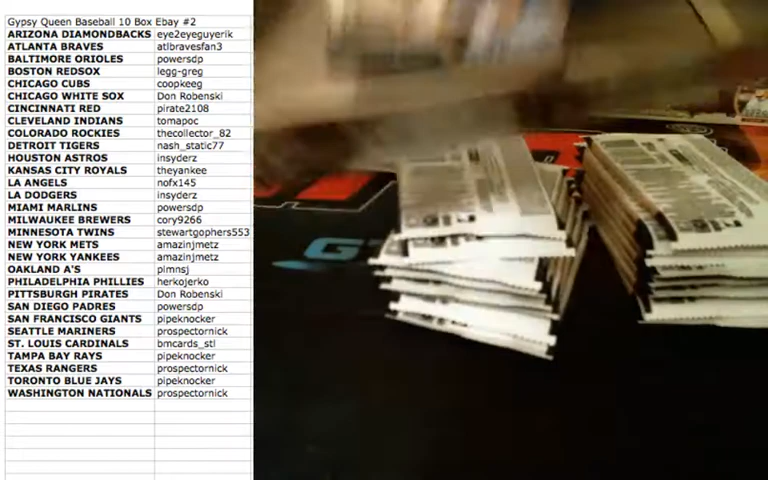 Gypsy Queen Baseball 10 Box Ebay #2
ARIZONA DIAMONDBACKS eye2eyeguyerik
ATLANTA BRAVES atlbravesfan3
BALTIMORE ORIOLES powersdp
BOSTON REDSOX legg-greg
CHICAGO CUBS coopkeeg
CHICAGO WHITE SOX Don Robenski
CINCINNATI RED pirate2108
CLEVELAND INDIANS tomapoc
COLORADO ROCKIES thecollector_82
DETROIT TIGERS nash_static77
HOUSTON ASTROS insyderz
KANSAS CITY ROYALS theyankee
LA ANGELS nofx145
LA DODGERS insyderz
MIAMI MARLINS powersdp
MILWAUKEE BREWERS cory9266
MINNESOTA TWINS stewartgophers553
NEW YORK METS amazinjmetz
NEW YORK YANKEES amazinjmetz
OAKLAND A'S pimnsj
PHILADELPHIA PHILLIES herkojerko
PITTSBURGH PIRATES Don Robenski
SAN DIEGO PADRES powersdp
SAN FRANCISCO GIANTS pipeknocker
SEATTLE MARINERS prospectornick
ST. LOUIS CARDINALS bmcards_stl
TAMPA BAY RAYS pipeknocker
TEXAS RANGERS prospectornick
TORONTO BLUE JAYS pipeknocker
WASHINGTON NATIONALS prospectornick